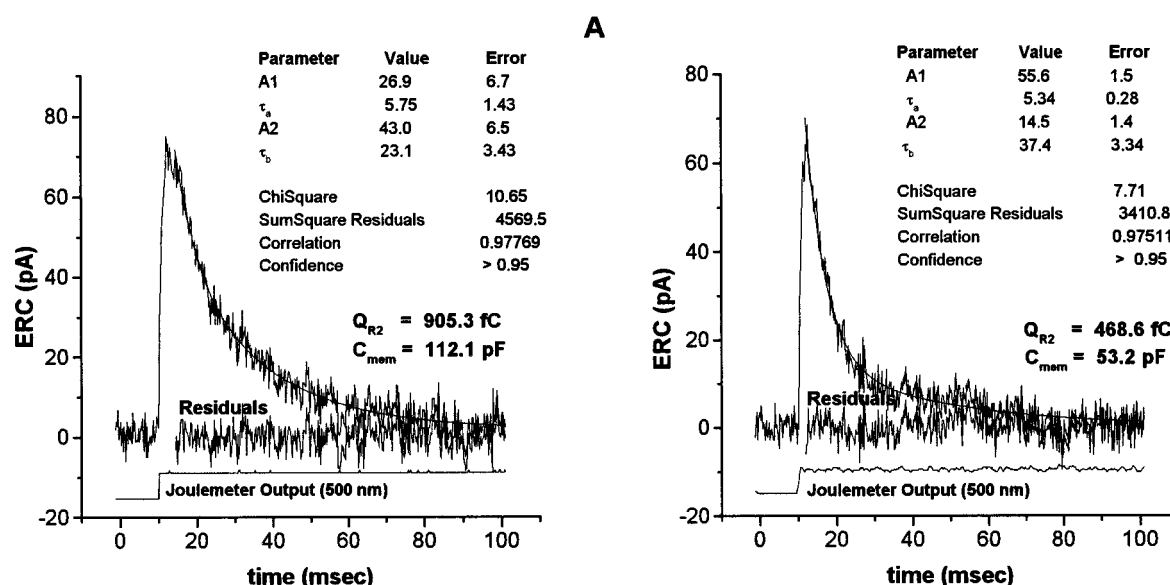 A
Parameter Value Error
A1 26.9 6.7
τa 5.75 1.43
A2 43.0 6.5
τb 23.1 3.43
ChiSquare 10.65
SumSquare Residuals 4569.5
Correlation 0.97769
Confidence > 0.95
QR2 = 905.3 fC
Cmem = 112.1 pF
Residuals
Joulemeter Output (500 nm)
ERC (pA)
80
60
40
20
0
-20
0 20 40 60 80 100
time (msec)
Parameter Value Error
A1 55.6 1.5
τa 5.34 0.28
A2 14.5 1.4
τb 37.4 3.34
ChiSquare 7.71
SumSquare Residuals 3410.8
Correlation 0.97511
Confidence > 0.95
QR2 = 468.6 fC
Cmem = 53.2 pF
Residuals
Joulemeter Output (500 nm)
ERC (pA)
80
60
40
20
0
-20
0 20 40 60 80 100
time (msec)